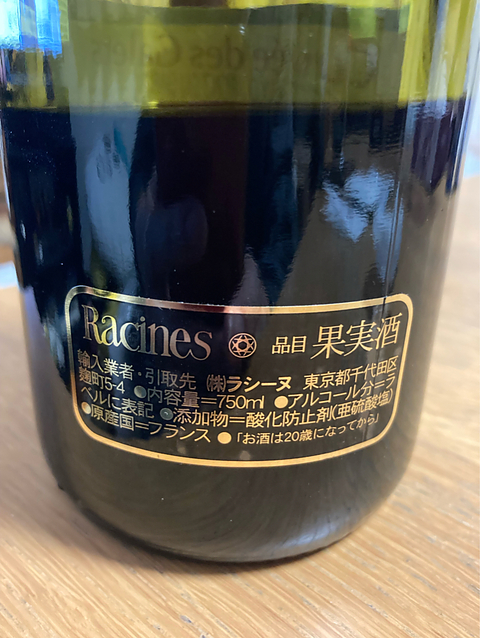 Racines 品目 果実酒
輸入業者・引取先 ㈱ラシーヌ 東京都千代田区
麹町5-4 ●内容量=750ml ●アルコール分=ラ
ベルに表記 ●添加物=酸化防止剤(亜硫酸塩)
●原産国=フランス ●「お酒は20歳になってから」